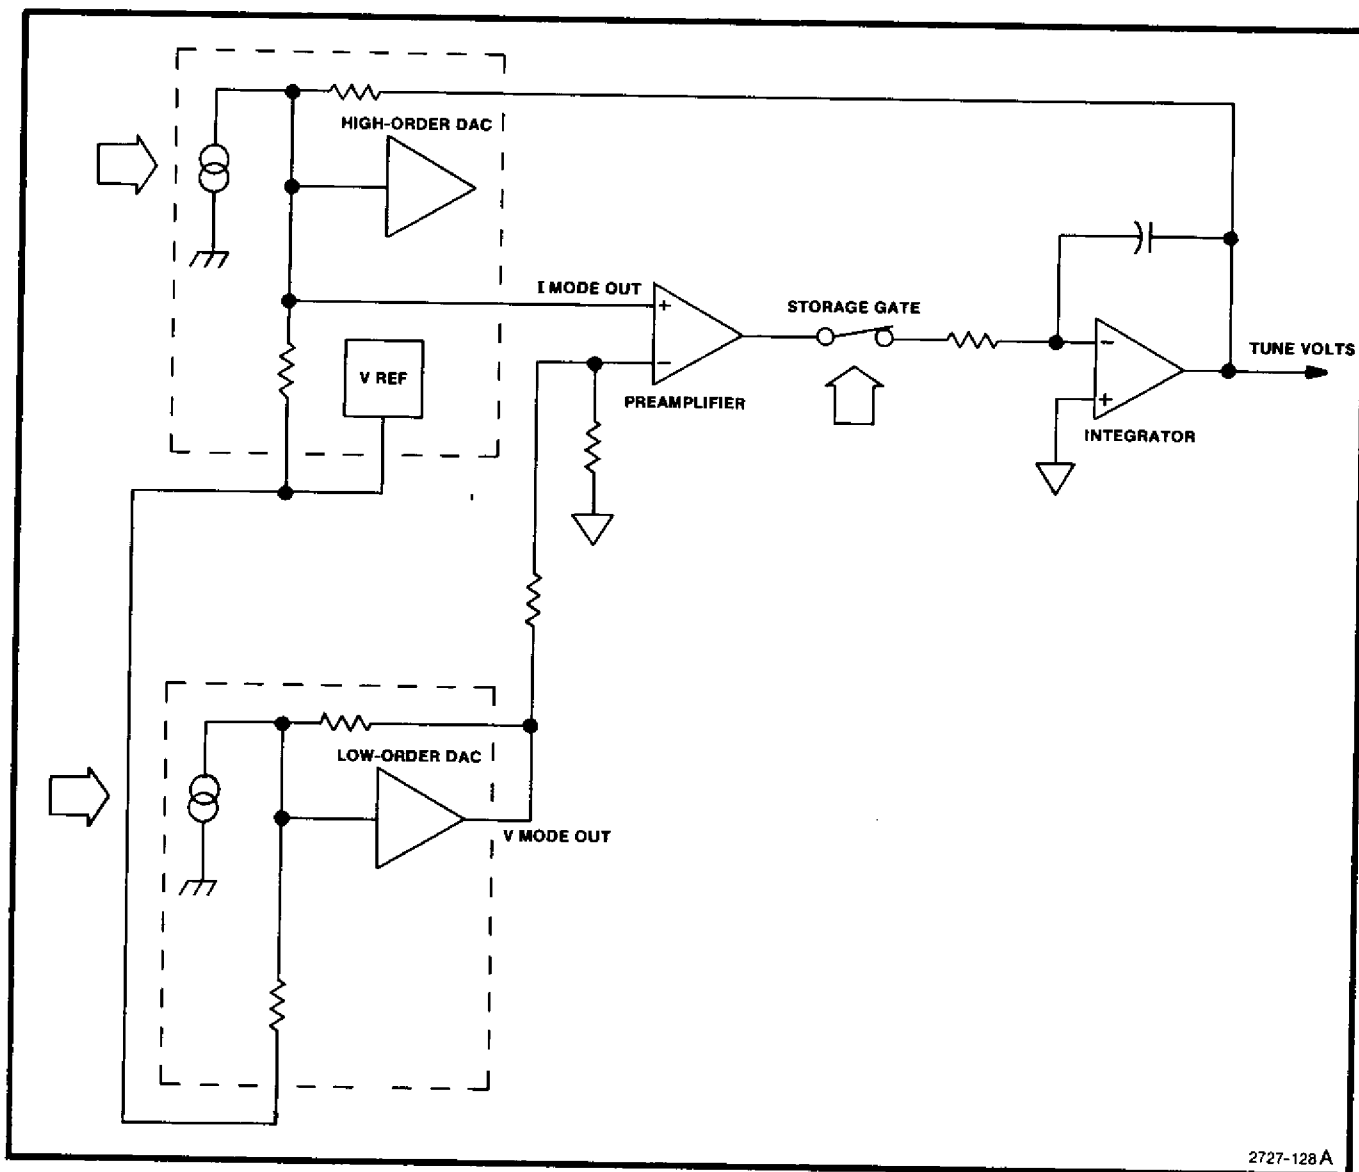 HIGH-ORDER DAC
I MODE OUT
+
STORAGE GATE
V REF
−
PREAMPLIFIER
−
TUNE VOLTS
+
INTEGRATOR
LOW-ORDER DAC
V MODE OUT
2727-128A